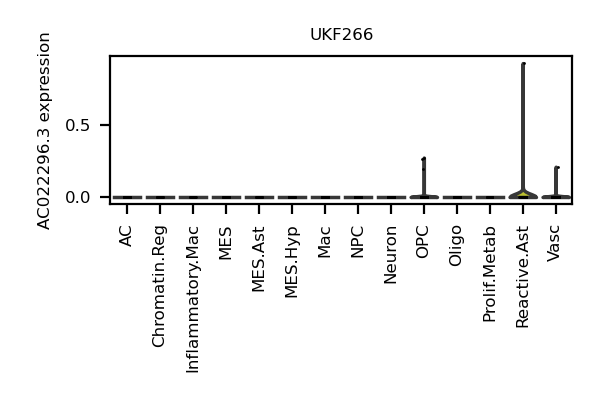 UKF266
AC022296.3 expression
0.5
0.0
AC
Chromatin.Reg
Inflammatory.Mac
MES
MES.Ast
MES.Hyp
Mac
NPC
Neuron
OPC
Oligo
Prolif.Metab
Reactive.Ast
Vasc